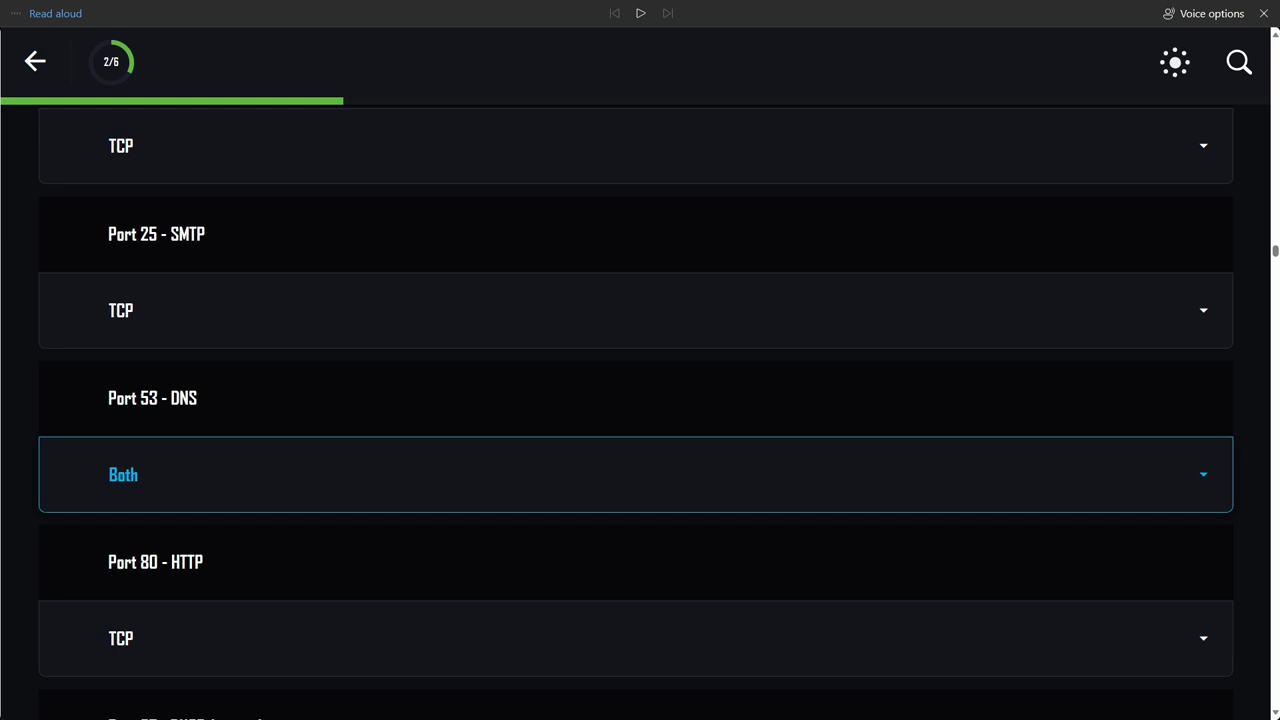 Read aloud
Voice options
2/6
TCP
Port 25 - SMTP
TCP
Port 53 - DNS
Both
Port 80 - HTTP
TCP